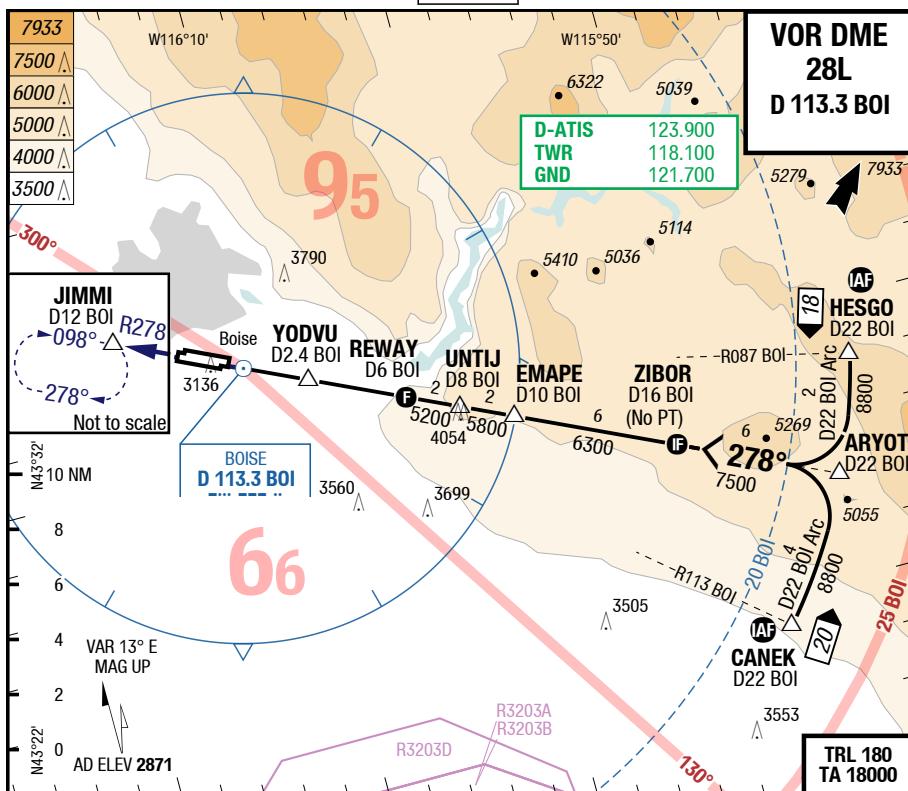 7933
7500
6000
5000
4000
3500
W116°10'
W115°50'
VOR DME
28L
D 113.3 BOI
6322
5039
D-ATIS 123.900
TWR 118.100
GND 121.700
95
5279
7933
300°
3790
5410
5036
5114
JIMMI
D12 BOI
098°
R278
278°
Not to scale
Boise
3136
YODVU
D2.4 BOI
REWAY
D6 BOI
F
UNTIJ
D8 BOI
EMAPE
D10 BOI
ZIBOR
D16 BOI
(No PT)
IF
IAF
HESGO
D22 BOI
18
R087 BOI
2
D22 BOI Arc
8800
2
5200
2
5800
4054
6
6300
6
5269
278°
7500
ARYOT
D22 BOI
5055
BOISE
D 113.3 BOI
N43°32'
10 NM
8
6
4
2
0
N43°22'
3560
3699
66
R113 BOI
20 BOI
4
D22 BOI Arc
8800
25 BOI
IAF
CANEK
D22 BOI
20
3505
3553
VAR 13° E
MAG UP
AD ELEV 2871
R3203A
R3203B
R3203D
130°
TRL 180
TA 18000